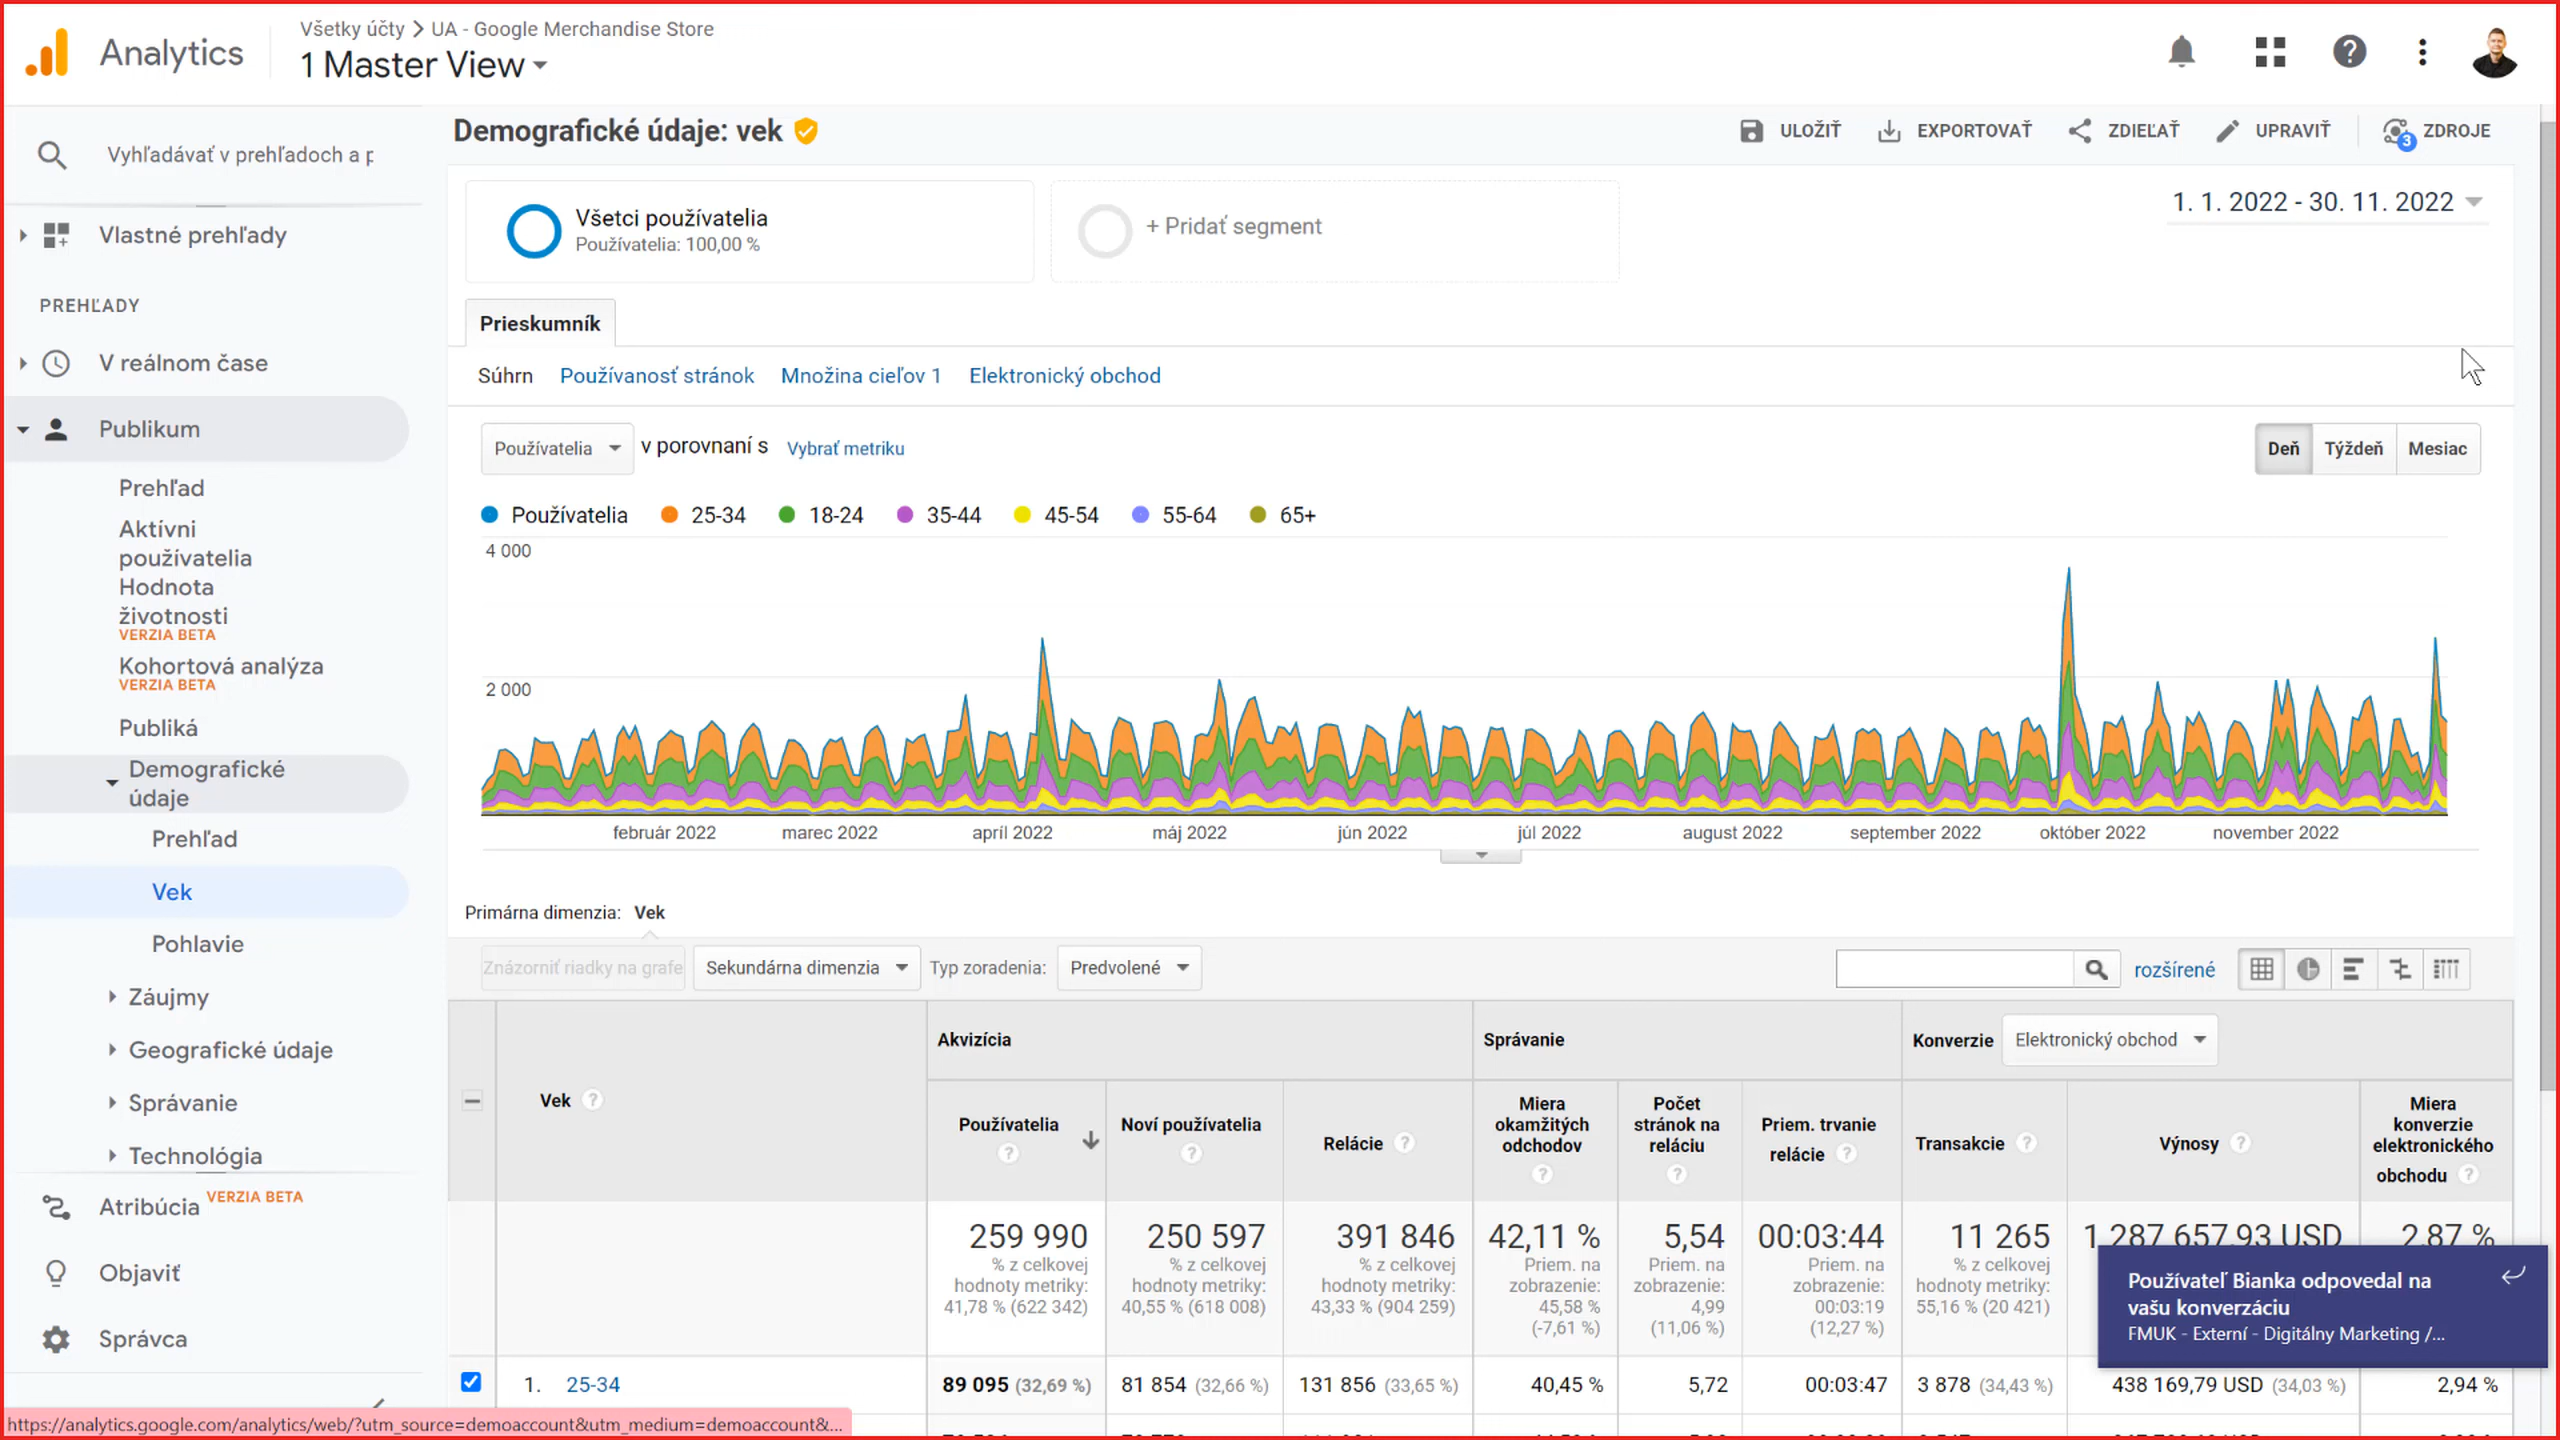 Analytics
Všetky účty > UA - Google Merchandise Store
1 Master View
Vyhľadávať v prehľadoch a p
Vlastné prehľady
PREHĽADY
V reálnom čase
Publikum
Prehľad
Aktívni
používatelia
Hodnota
životnosti
VERZIA BETA
Kohortová analýza
VERZIA BETA
Publiká
Demografické
údaje
Prehľad
Vek
Pohlavie
Záujmy
Geografické údaje
Správanie
Technológia
Atribúcia VERZIA BETA
Objaviť
Správca
https://analytics.google.com/analytics/web/?utm_source=demoaccount&utm_medium=demoaccount&...
Demografické údaje: vek
ULOŽIŤ EXPORTOVAŤ ZDIEĽAŤ UPRAVIŤ 3 ZDROJE
Všetci používatelia
Používatelia: 100,00 %
+ Pridať segment
1. 1. 2022 - 30. 11. 2022
Prieskumník
Súhrn Používanosť stránok Množina cieľov 1 Elektronický obchod
Používatelia v porovnaní s Vybrať metriku
Deň Týždeň Mesiac
Používatelia 25-34 18-24 35-44 45-54 55-64 65+
4 000
2 000
február 2022 marec 2022 apríl 2022 máj 2022 jún 2022 júl 2022 august 2022 september 2022 október 2022 november 2022
Primárna dimenzia: Vek
Znázorniť riadky na grafe Sekundárna dimenzia Typ zoradenia: Predvolené rozšírené
Akvizícia Správanie Konverzie Elektronický obchod
Vek ?
Používatelia ?
Noví používatelia ?
Relácie ?
Miera
okamžitých
odchodov
?
Počet
stránok na
reláciu
?
Priem. trvanie
relácie ?
Transakcie ?
Výnosy ?
Miera
konverzie
elektronického
obchodu ?
259 990
% z celkovej
hodnoty metriky:
41,78 % (622 342)
250 597
% z celkovej
hodnoty metriky:
40,55 % (618 008)
391 846
% z celkovej
hodnoty metriky:
43,33 % (904 259)
42,11 %
Priem. na
zobrazenie:
45,58 %
(-7,61 %)
5,54
Priem. na
zobrazenie:
4,99
(11,06 %)
00:03:44
Priem. na
zobrazenie:
00:03:19
(12,27 %)
11 265
% z celkovej
hodnoty metriky:
55,16 % (20 421)
1 287 657,93 USD
2,87 %
Používateľ Bianka odpovedal na
vašu konverzáciu
FMUK - Externí - Digitálny Marketing /...
1. 25-34 89 095 (32,69 %) 81 854 (32,66 %) 131 856 (33,65 %) 40,45 % 5,72 00:03:47 3 878 (34,43 %) 438 169,79 USD (34,03 %) 2,94 %